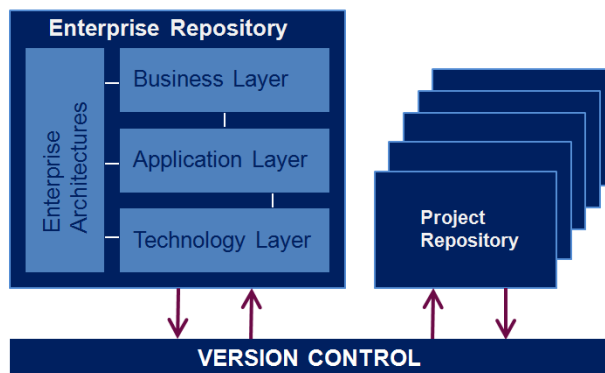 Enterprise Repository
Enterprise
Architectures
Business Layer
Application Layer
Technology Layer
Project
Repository
VERSION CONTROL